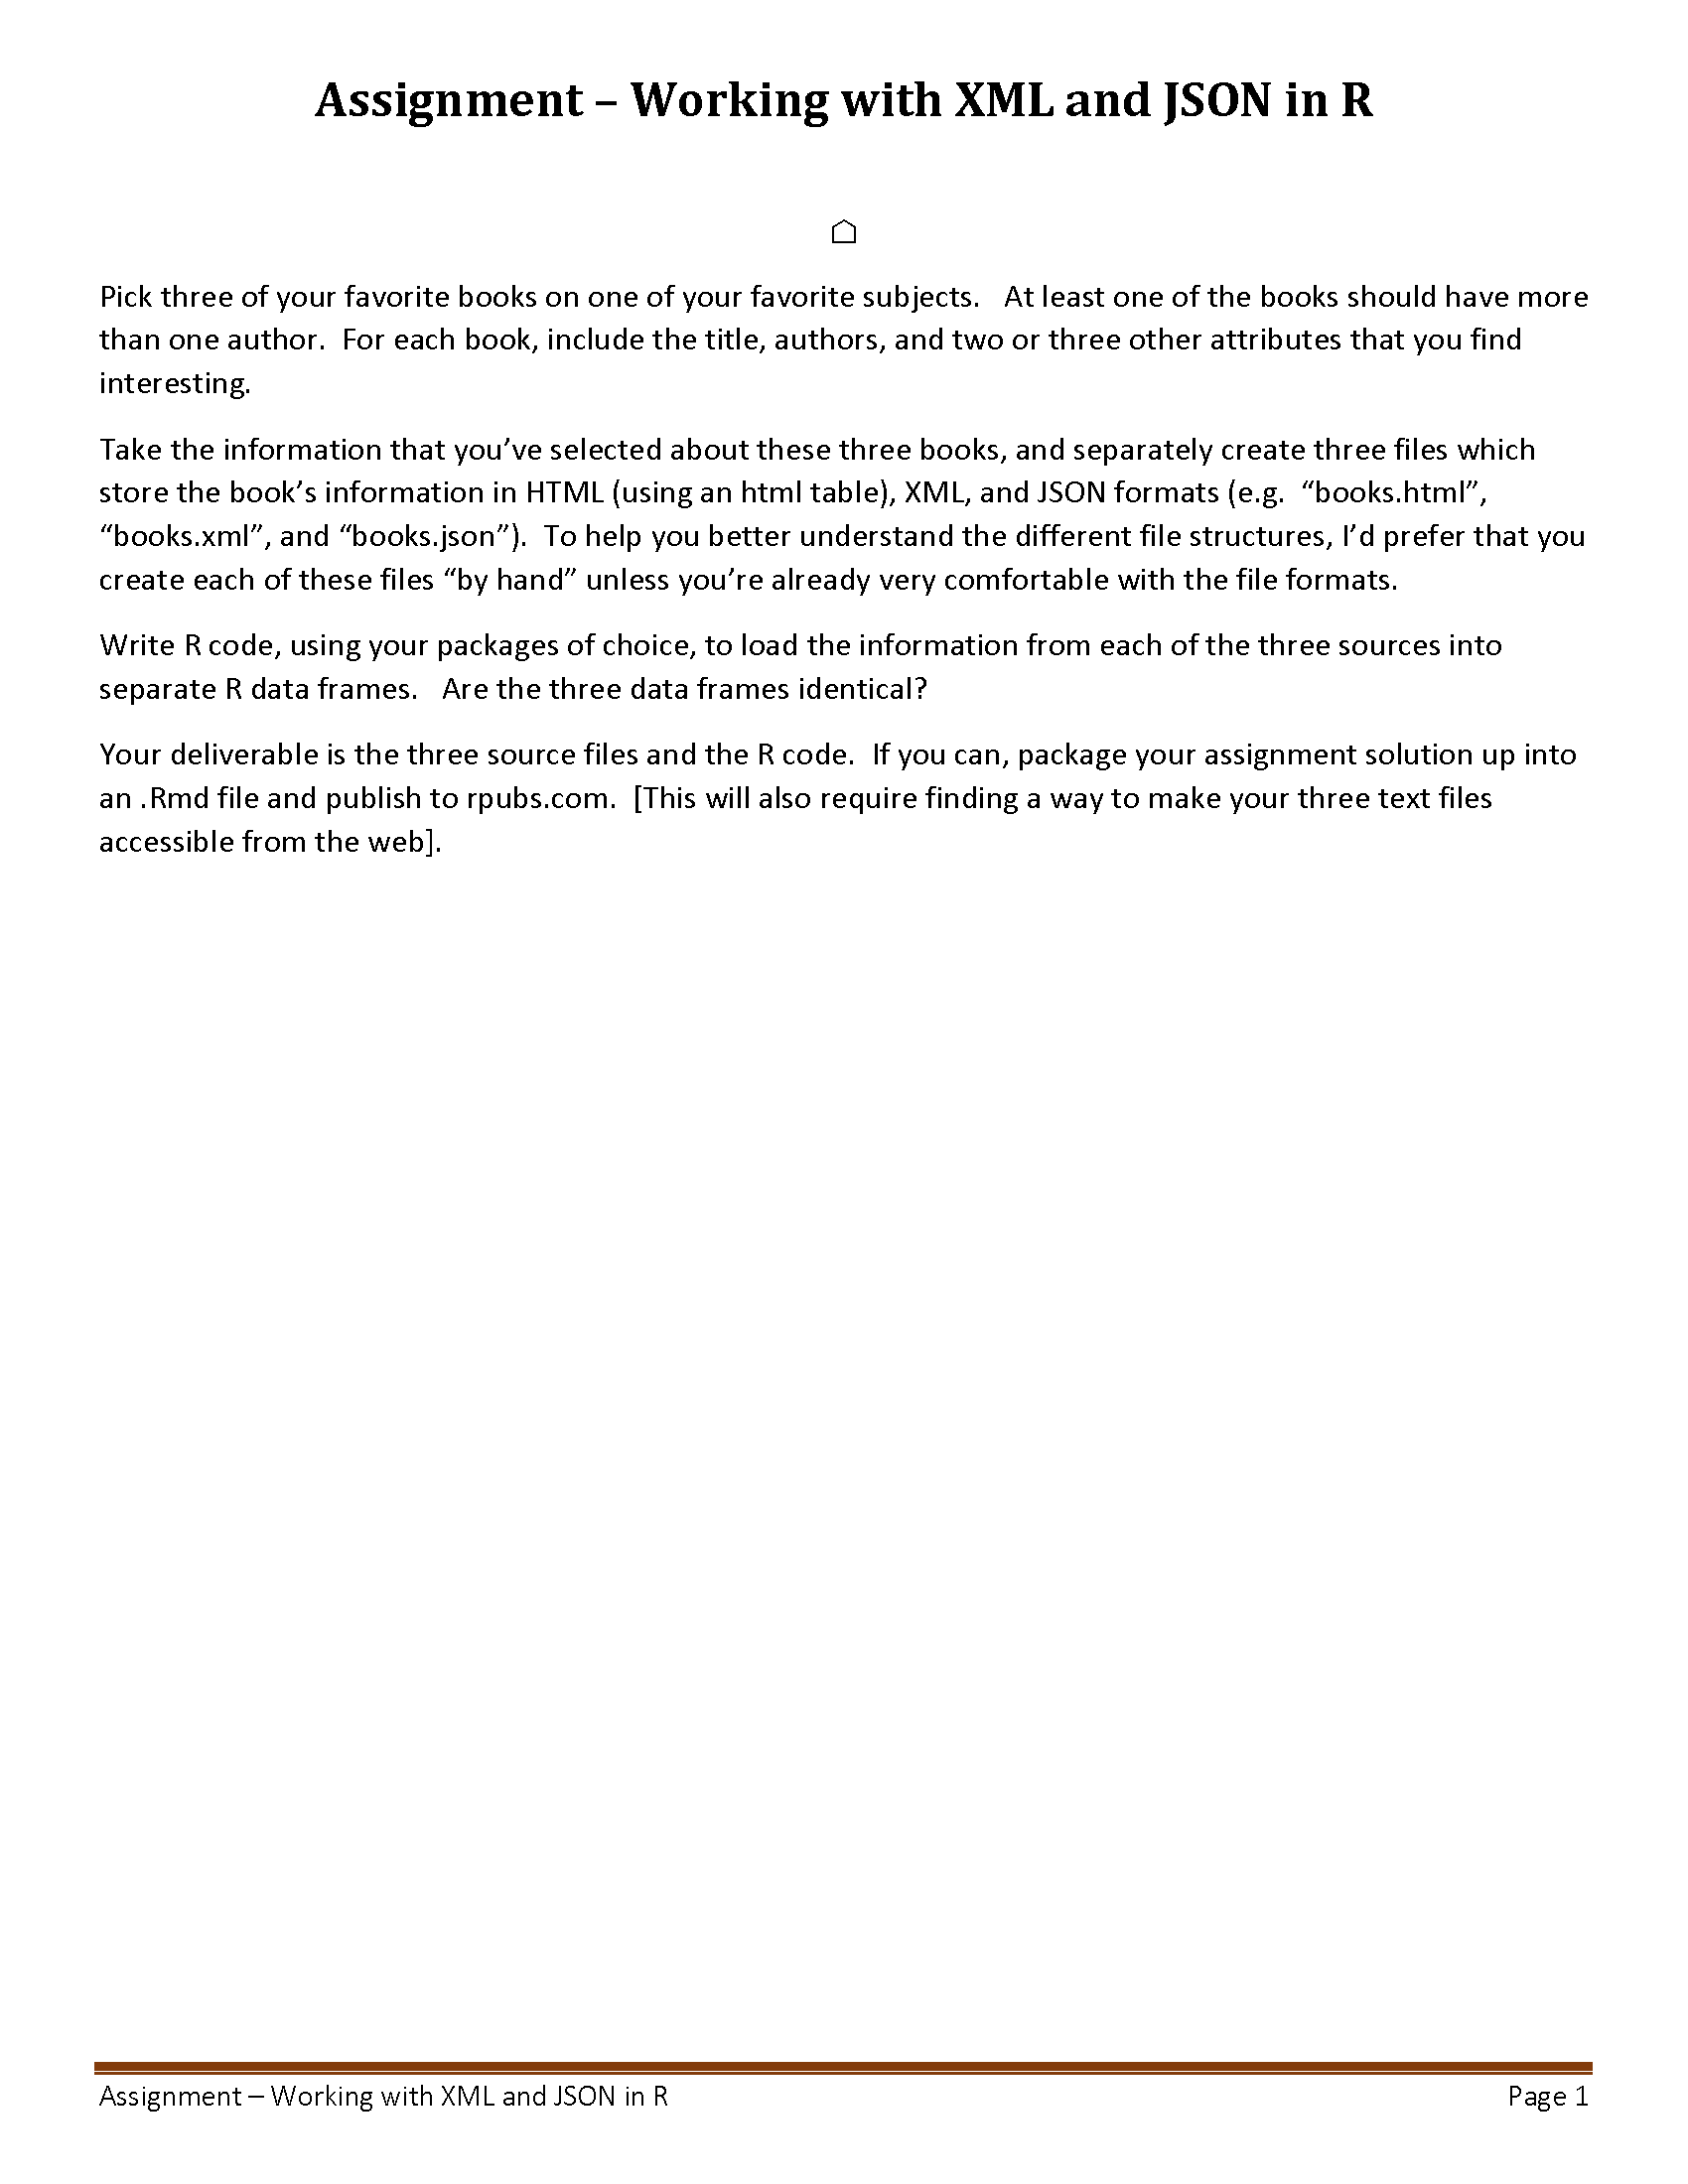 Assignment – Working with XML and JSON in R
Pick three of your favorite books on one of your favorite subjects.   At least one of the books should have more
than one author.  For each book, include the title, authors, and two or three other attributes that you find
interesting.
Take the information that you’ve selected about these three books, and separately create three files which
store the book’s information in HTML (using an html table), XML, and JSON formats (e.g.  “books.html”,
“books.xml”, and “books.json”).  To help you better understand the different file structures, I’d prefer that you
create each of these files “by hand” unless you’re already very comfortable with the file formats.
Write R code, using your packages of choice, to load the information from each of the three sources into
separate R data frames.   Are the three data frames identical?
Your deliverable is the three source files and the R code.  If you can, package your assignment solution up into
an .Rmd file and publish to rpubs.com.  [This will also require finding a way to make your three text files
accessible from the web].
Assignment – Working with XML and JSON in R
Page 1